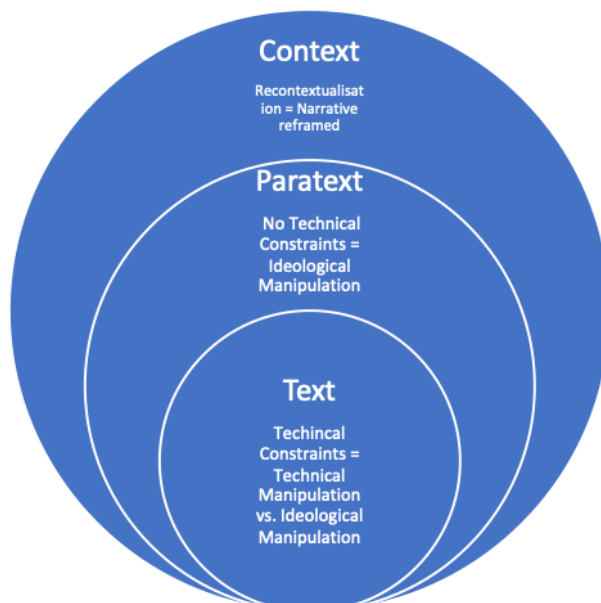 Context
Recontextualisat
ion = Narrative
reframed
Paratext
No Technical
Constraints =
Ideological
Manipulation
Text
Techincal
Constraints =
Technical
Manipulation
vs. Ideological
Manipulation